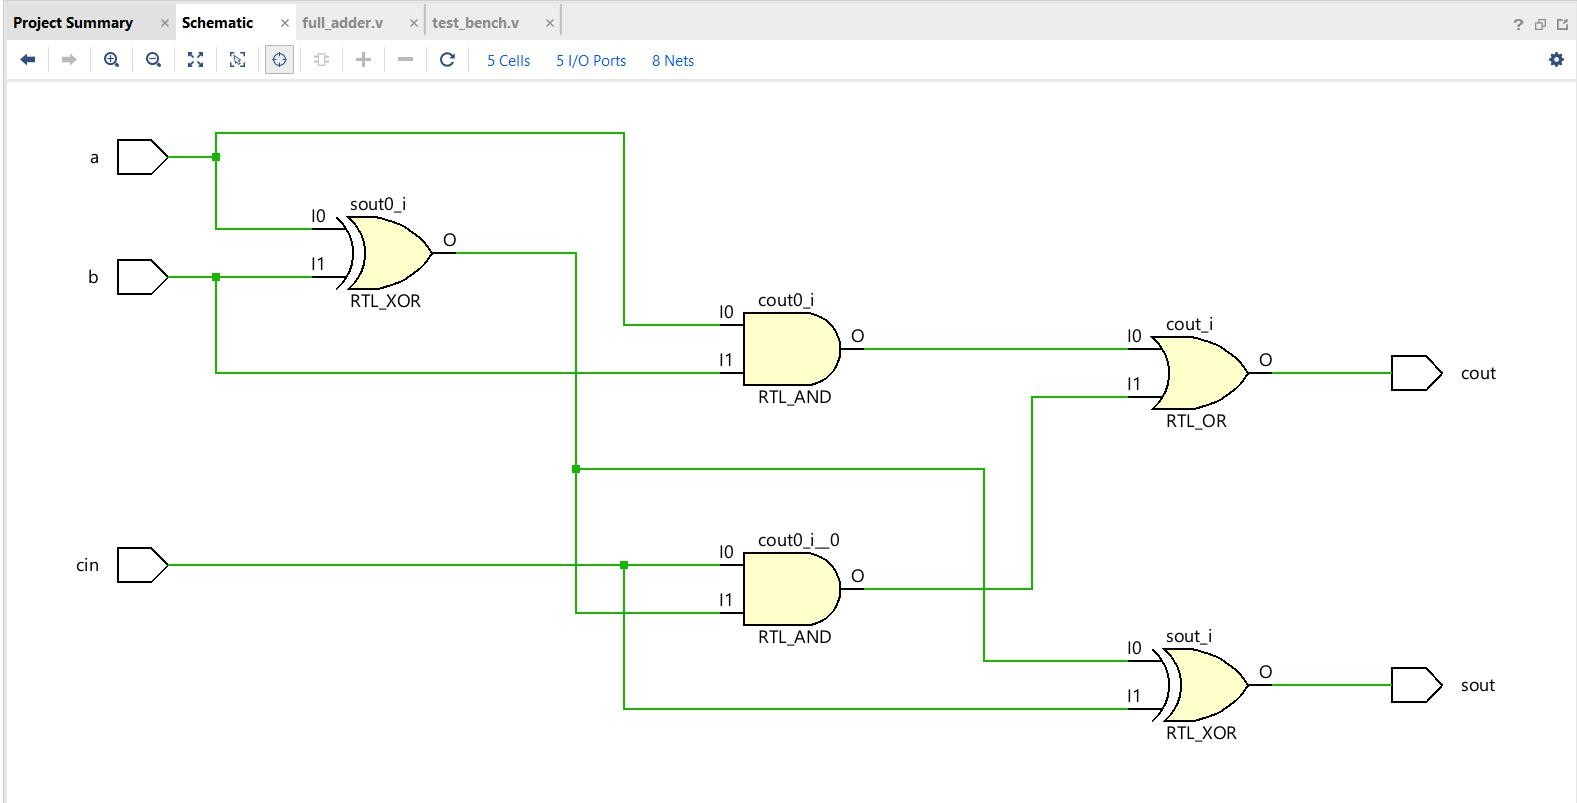 Project Summary × Schematic × full_adder.v × test_bench.v ×
?
5 Cells 5 I/O Ports 8 Nets
a
sout0_i
I0
O
I1
b
RTL_XOR
cout0_i
I0
O
I1
RTL_AND
cout_i
I0
O
I1
cout
RTL_OR
cout0_i__0
I0
cin
O
I1
RTL_AND
sout_i
I0
O
sout
I1
RTL_XOR